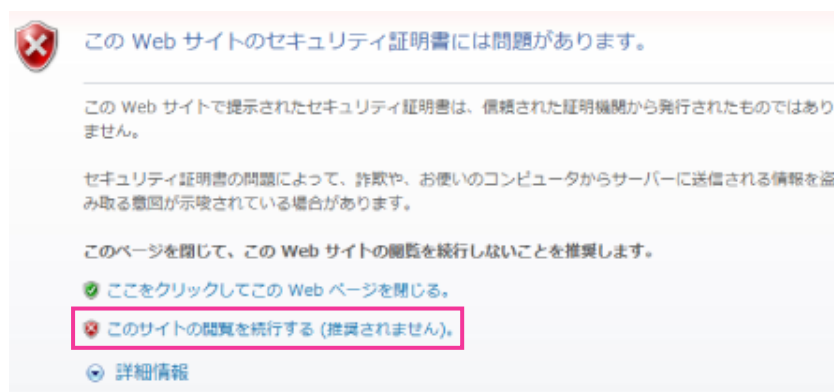 この Web サイトのセキュリティ証明書には問題があります。
この Web サイトで提示されたセキュリティ証明書は、信頼された証明機関から発行されたものではあり
ません。
セキュリティ証明書の問題によって、詐欺や、お使いのコンピュータからサーバーに送信される情報を盗
み取る意図が示唆されている場合があります。
このページを閉じて、この Web サイトの閲覧を続行しないことを推奨します。
ここをクリックしてこの Web ページを閉じる。
このサイトの閲覧を続行する (推奨されません)。
詳細情報